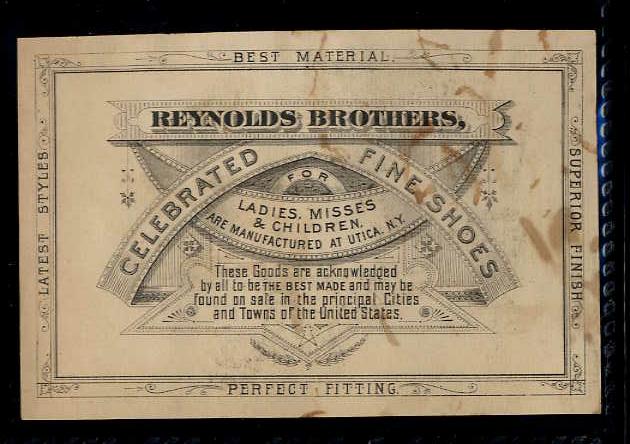 BEST MATERIAL.
LATEST STYLES
SUPERIOR FINISH
REYNOLDS BROTHERS,
CELEBRATED FINE SHOES
FOR
LADIES, MISSES
& CHILDREN,
ARE MANUFACTURED AT UTICA, N.Y.
These Goods are acknowledged
by all to be THE BEST MADE and may be
found on sale in the principal Cities
and Towns of the United States.
PERFECT FITTING.